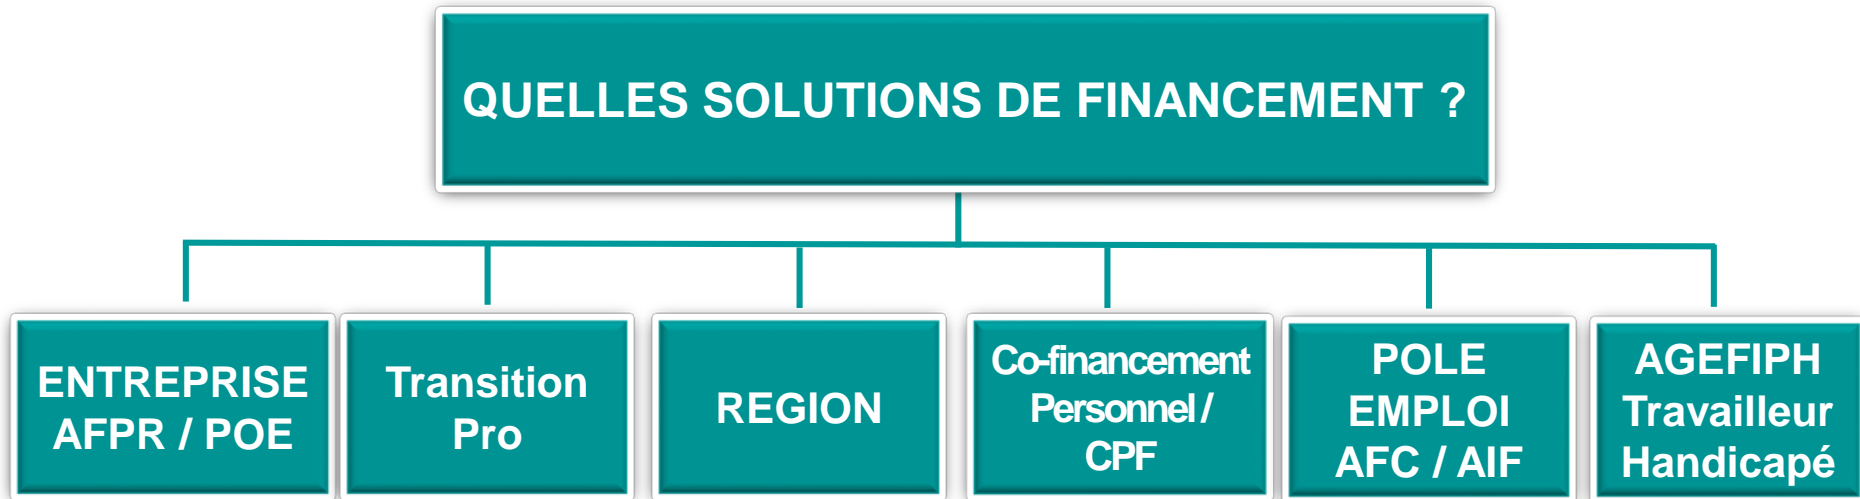 QUELLES SOLUTIONS DE FINANCEMENT ?
ENTREPRISE
AFPR / POE
Transition
Pro
REGION
Co-financement
Personnel /
CPF
POLE
EMPLOI
AFC / AIF
AGEFIPH
Travailleur
Handicapé